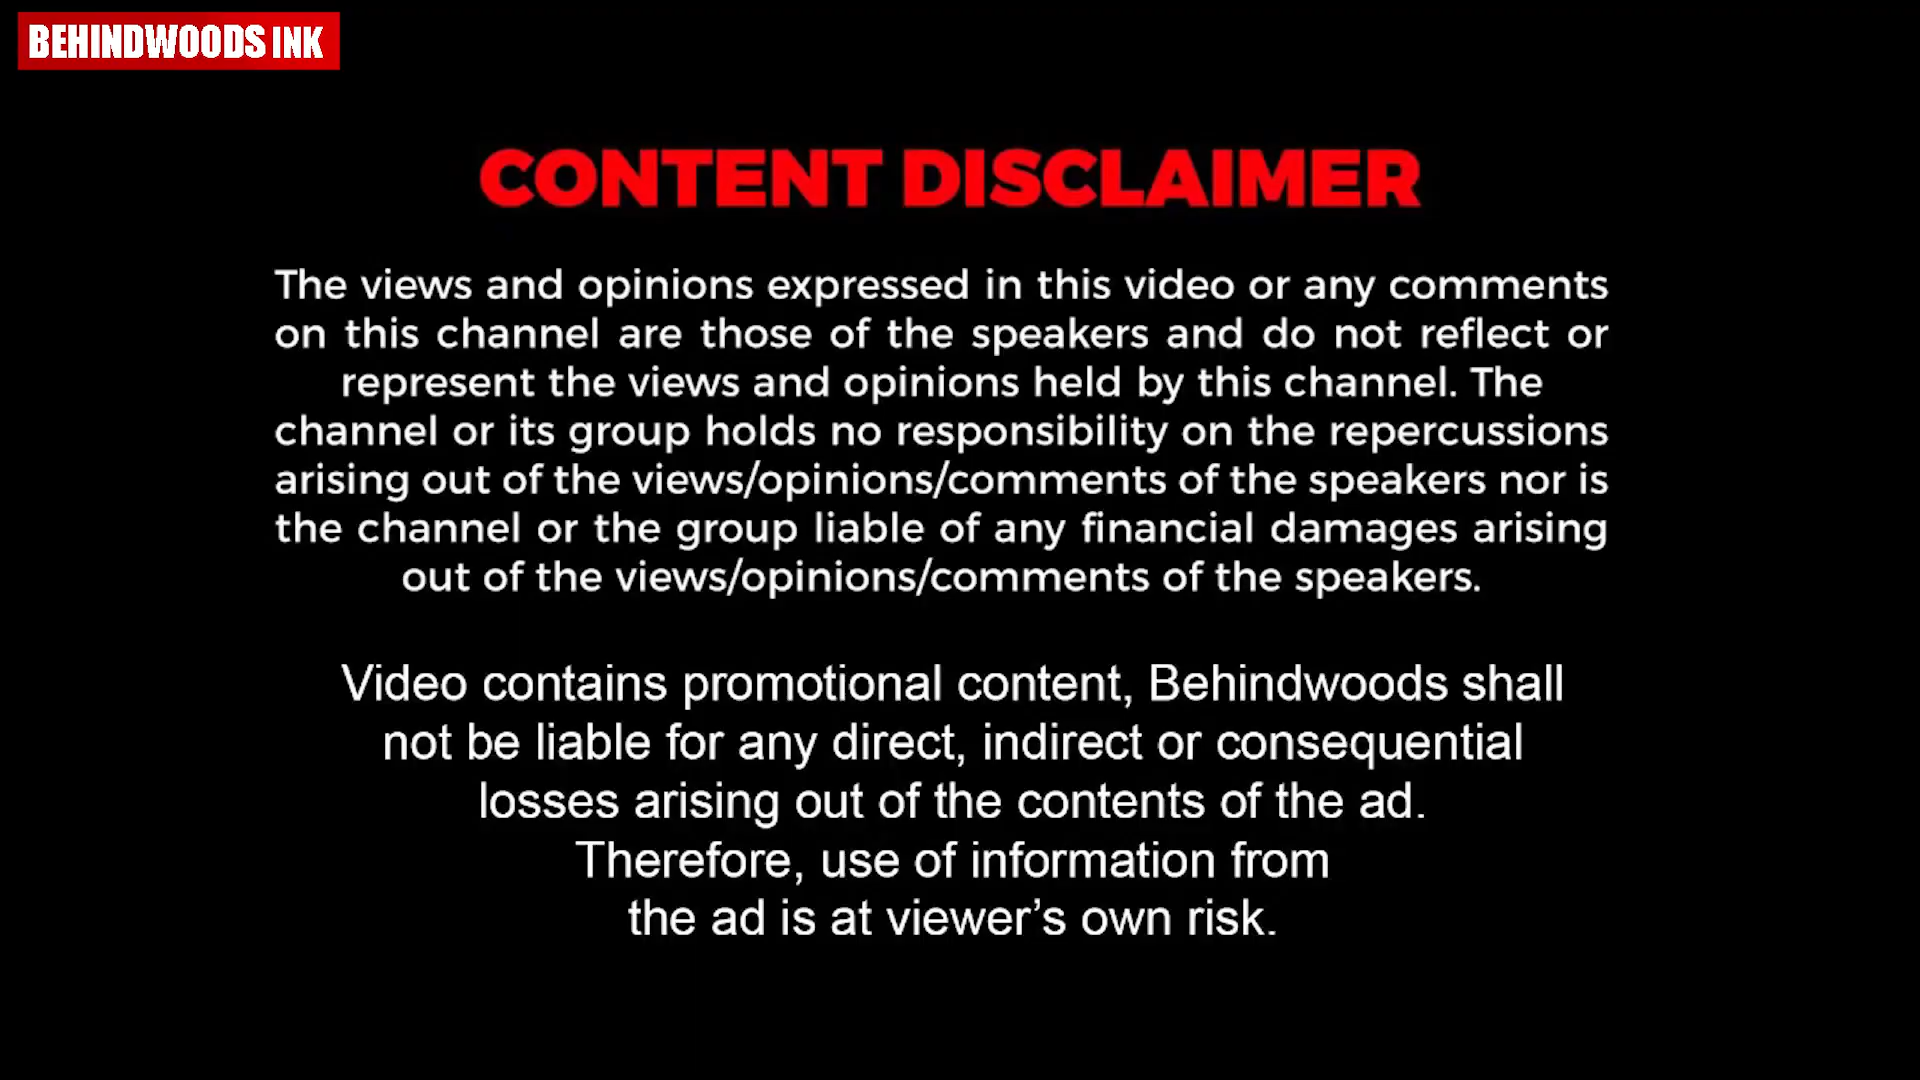 BEHINDWOODS INK
CONTENT DISCLAIMER
The views and opinions expressed in this video or any comments
on this channel are those of the speakers and do not reflect or
represent the views and opinions held by this channel. The
channel or its group holds no responsibility on the repercussions
arising out of the views/opinions/comments of the speakers nor is
the channel or the group liable of any financial damages arising
out of the views/opinions/comments of the speakers.
Video contains promotional content, Behindwoods shall
not be liable for any direct, indirect or consequential
losses arising out of the contents of the ad.
Therefore, use of information from
the ad is at viewer’s own risk.